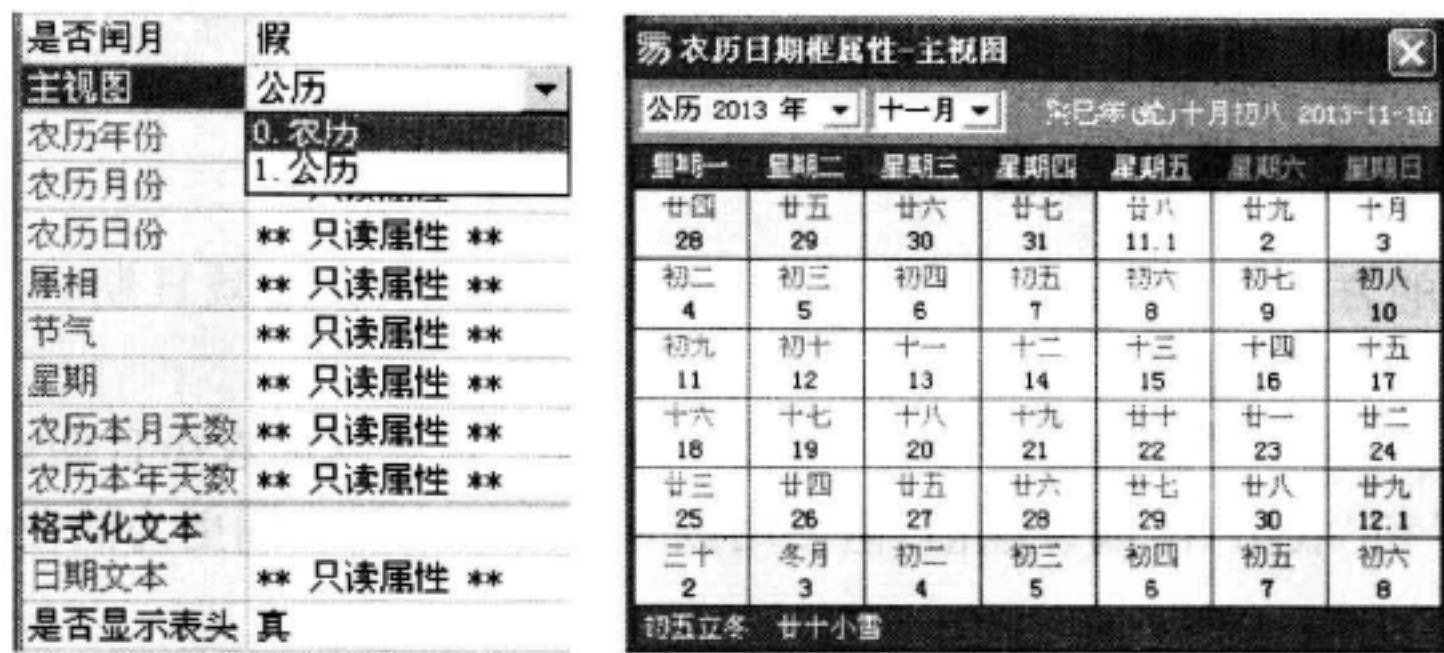 是否闰月 假
主视图 公历
农历年份 0.农历
农历月份 1.公历
农历日份 ** 只读属性 **
属相 ** 只读属性 **
节气 ** 只读属性 **
星期 ** 只读属性 **
农历本月天数 ** 只读属性 **
农历本年天数 ** 只读属性 **
格式化文本
日期文本 ** 只读属性 **
是否显示表头 真
农历日期框属性-主视图
公历 2013 年 十一月 癸巳年(蛇)十月初八 2013-11-10
星期一 星期二 星期三 星期四 星期五 星期六 星期日
廿四 廿五 廿六 廿七 廿八 廿九 十月
28 29 30 31 11.1 2 3
初二 初三 初四 初五 初六 初七 初八
4 5 6 7 8 9 10
初九 初十 十一 十二 十三 十四 十五
11 12 13 14 15 16 17
十六 十七 十八 十九 廿十 廿一 廿二
18 19 20 21 22 23 24
廿三 廿四 廿五 廿六 廿七 廿八 廿九
25 26 27 28 29 30 12.1
三十 冬月 初二 初三 初四 初五 初六
2 3 4 5 6 7 8
初五立冬 廿十小雪